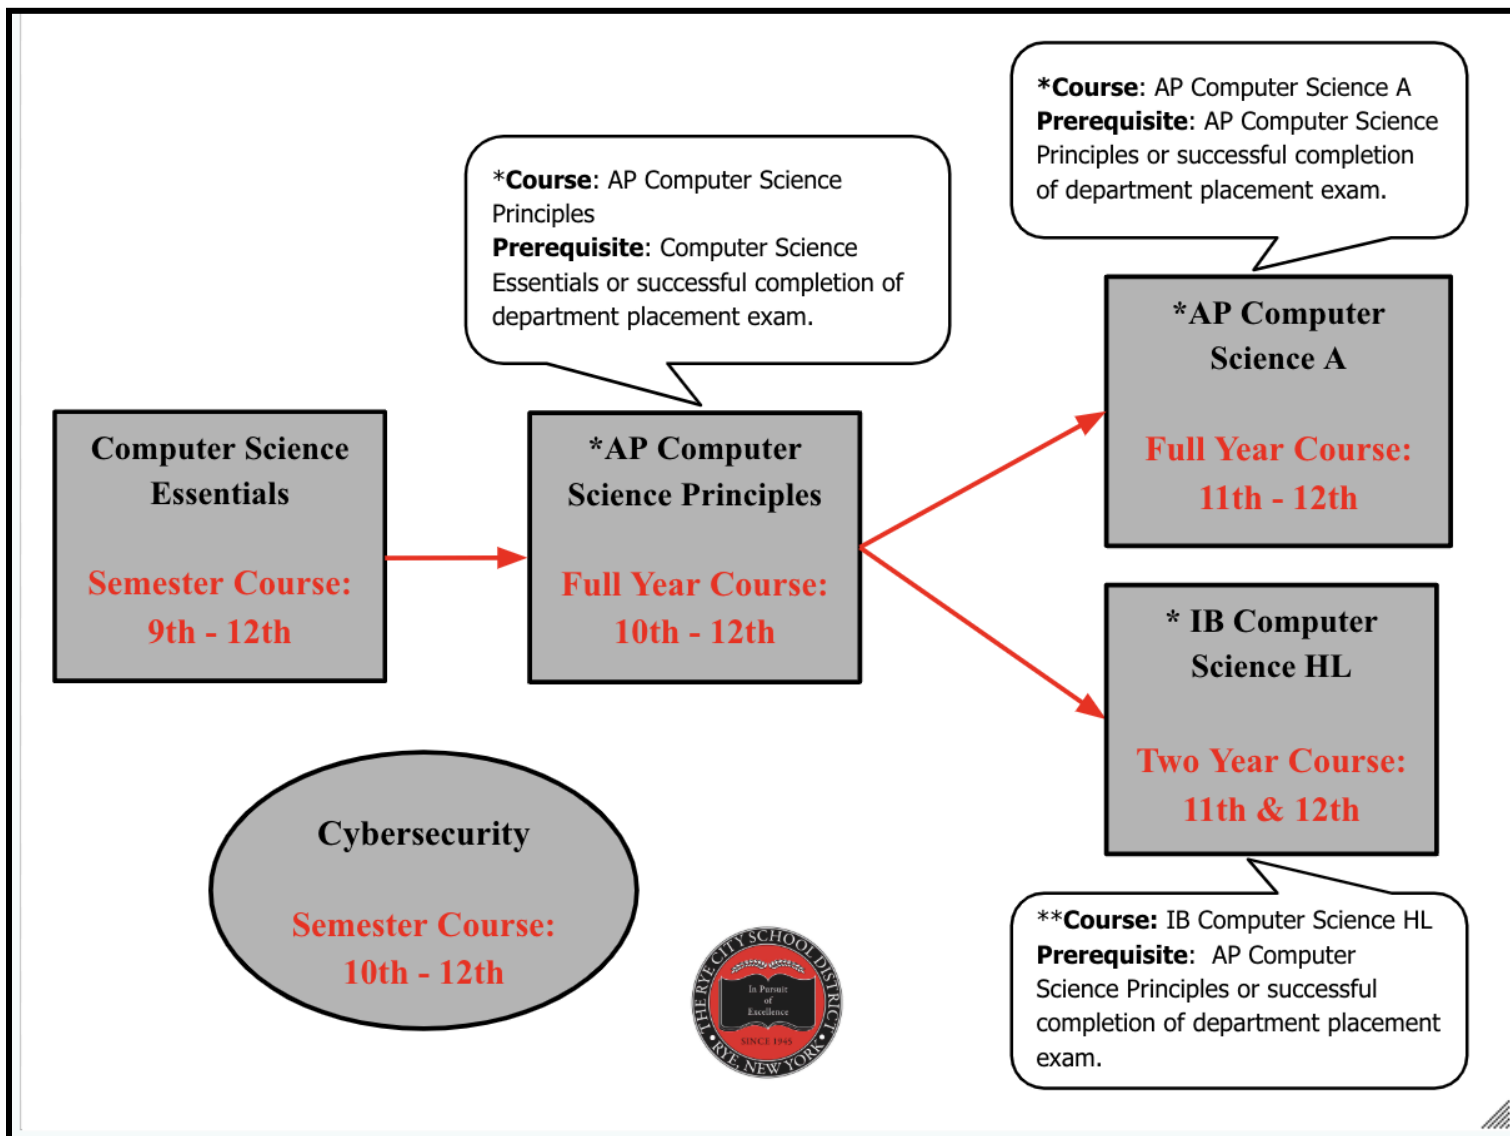 *Course: AP Computer Science A
Prerequisite: AP Computer Science
Principles or successful completion
of department placement exam.
*Course: AP Computer Science
Principles
Prerequisite: Computer Science
Essentials or successful completion of
department placement exam.
*AP Computer
Science A
Full Year Course:
11th - 12th
Computer Science
Essentials
Semester Course:
9th - 12th
*AP Computer
Science Principles
Full Year Course:
10th - 12th
* IB Computer
Science HL
Two Year Course:
11th & 12th
Cybersecurity
Semester Course:
10th - 12th
**Course: IB Computer Science HL
Prerequisite:  AP Computer
Science Principles or successful
completion of department placement
exam.
THE RYE CITY SCHOOL DISTRICT
In Pursuit
of
Excellence
SINCE 1945
• RYE, NEW YORK •